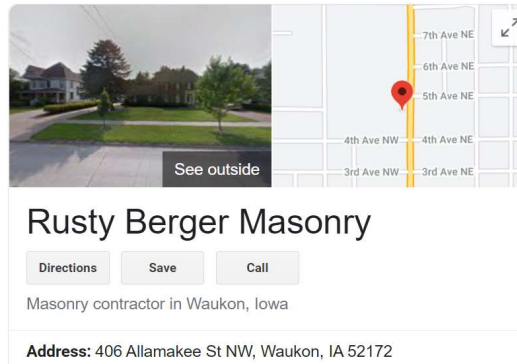 7th Ave NE
6th Ave NE
5th Ave NE
4th Ave NW 4th Ave NE
3rd Ave NW 3rd Ave NE
See outside
Rusty Berger Masonry
Directions Save Call
Masonry contractor in Waukon, Iowa
Address: 406 Allamakee St NW, Waukon, IA 52172